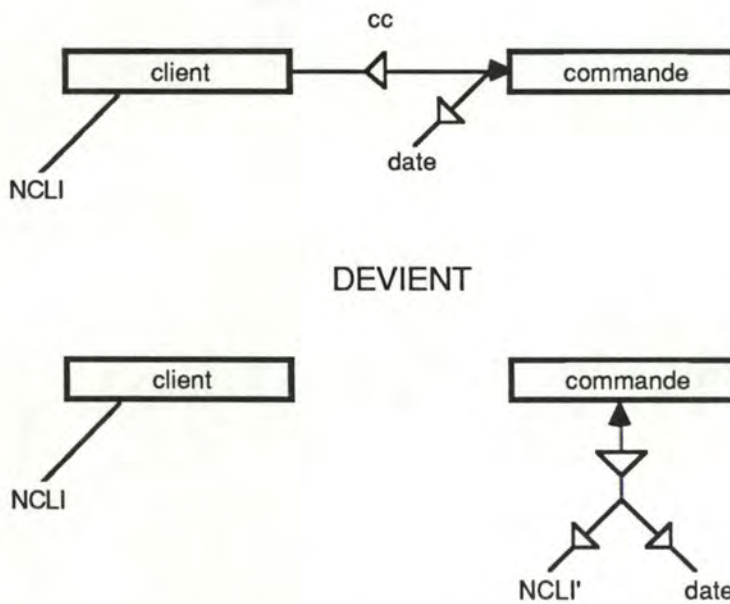 cc
client
commande
date
NCLI
DEVIENT
client
commande
NCLI
NCLI'
date